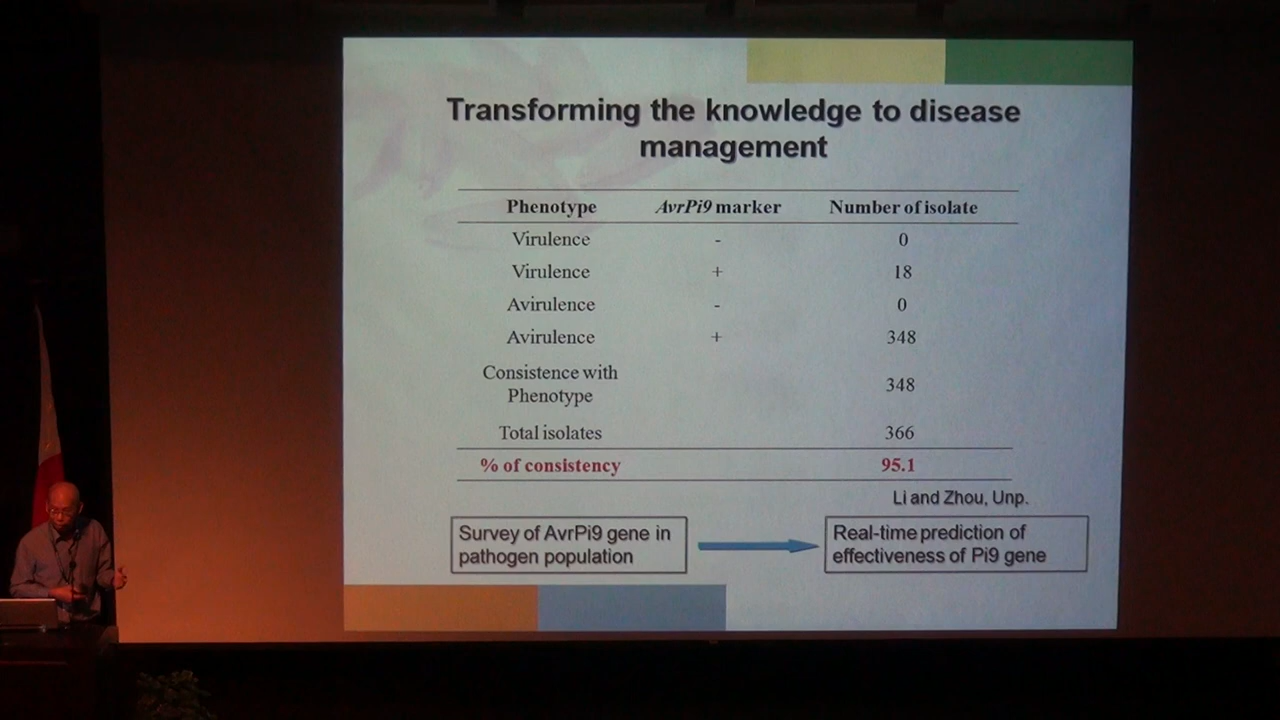 Transforming the knowledge to disease
management
Phenotype AvrPi9 marker Number of isolate
Virulence - 0
Virulence + 18
Avirulence - 0
Avirulence + 348
Consistence with
Phenotype
348
Total isolates 366
% of consistency 95.1
Li and Zhou, Unp.
Survey of AvrPi9 gene in
pathogen population
Real-time prediction of
effectiveness of Pi9 gene